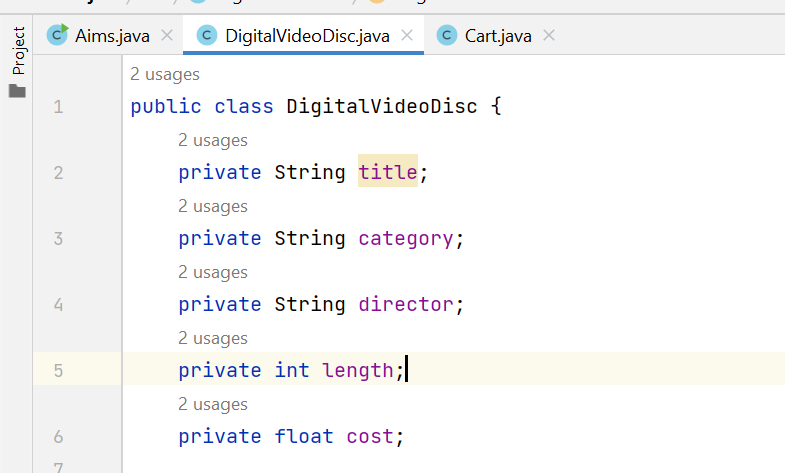 Project
Aims.java DigitalVideoDisc.java Cart.java
2 usages
1 public class DigitalVideoDisc {
2 usages
2 private String title;
2 usages
3 private String category;
2 usages
4 private String director;
2 usages
5 private int length;
2 usages
6 private float cost;
7